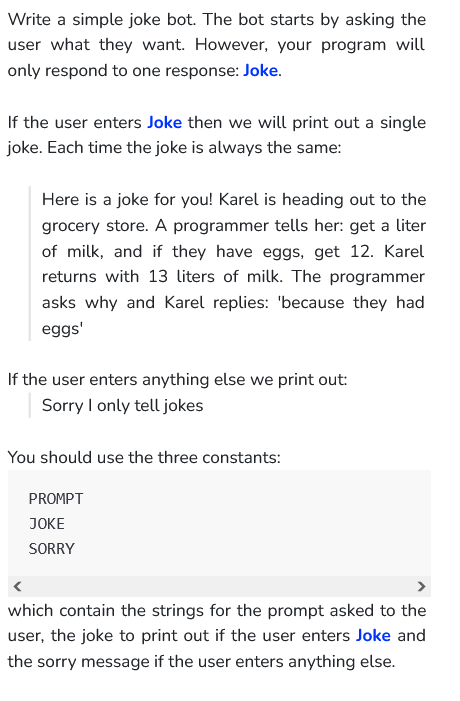 Write a simple joke bot. The bot starts by asking the
user what they want. However, your program will
only respond to one response: Joke.
If the user enters Joke then we will print out a single
joke. Each time the joke is always the same:
Here is a joke for you! Karel is heading out to the
grocery store. A programmer tells her: get a liter
of milk, and if they have eggs, get 12. Karel
returns with 13 liters of milk. The programmer
asks why and Karel replies: 'because they had
eggs'
If the user enters anything else we print out:
Sorry I only tell jokes
You should use the three constants:
PROMPT
JOKE
SORRY
which contain the strings for the prompt asked to the
user, the joke to print out if the user enters Joke and
the sorry message if the user enters anything else.